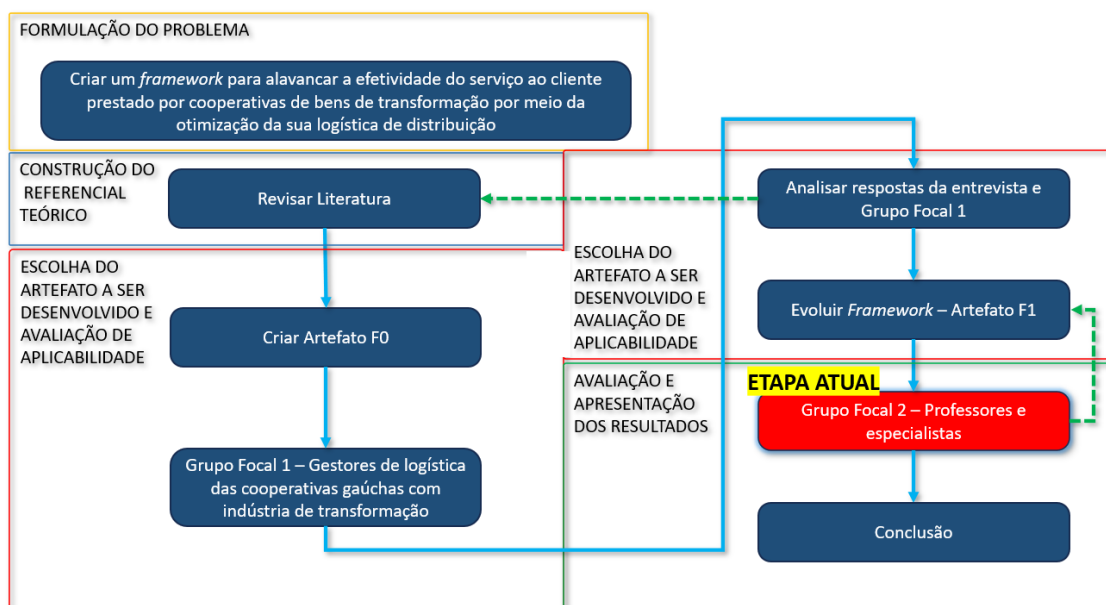 FORMULAÇÃO DO PROBLEMA
Criar um framework para alavancar a efetividade do serviço ao cliente
prestado por cooperativas de bens de transformação por meio da
otimização da sua logística de distribuição
CONSTRUÇÃO DO
REFERENCIAL
TEÓRICO
Revisar Literatura
ESCOLHA DO
ARTEFATO A SER
DESENVOLVIDO E
AVALIAÇÃO DE
APLICABILIDADE
Criar Artefato F0
Grupo Focal 1 – Gestores de logística
das cooperativas gaúchas com
indústria de transformação
Analisar respostas da entrevista e
Grupo Focal 1
ESCOLHA DO
ARTEFATO A SER
DESENVOLVIDO E
AVALIAÇÃO DE
APLICABILIDADE
Evoluir Framework – Artefato F1
AVALIAÇÃO E
APRESENTAÇÃO
DOS RESULTADOS
ETAPA ATUAL
Grupo Focal 2 – Professores e
especialistas
Conclusão